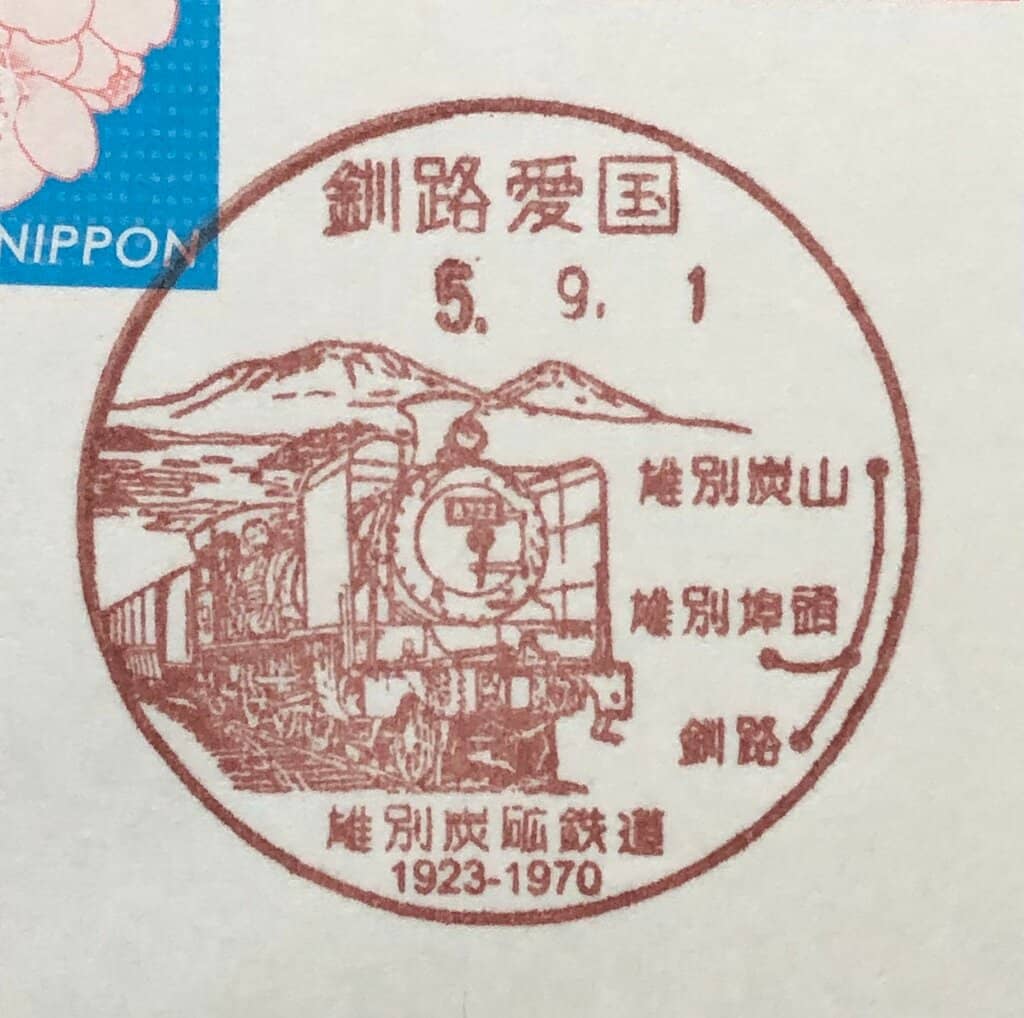 NIPPON
釧路愛国
5. 9. 1
雄別炭山
雄別埠頭
釧路
雄別炭砿鉄道
1923-1970